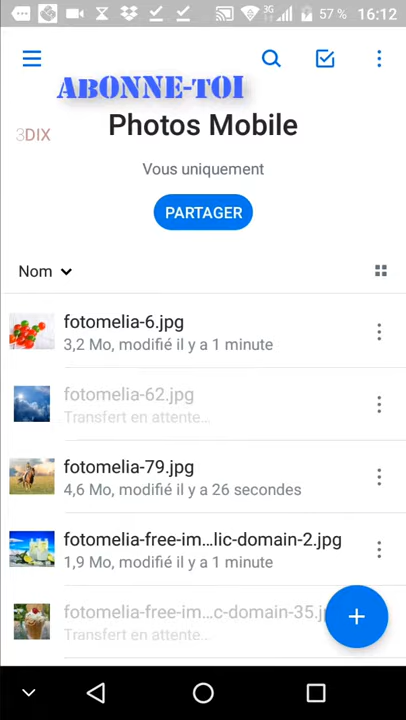 3G
57 % 16:12
ABONNE-TOI
Photos Mobile
3DIX
Vous uniquement
PARTAGER
Nom
fotomelia-6.jpg
3,2 Mo, modifié il y a 1 minute
fotomelia-62.jpg
Transfert en attente...
fotomelia-79.jpg
4,6 Mo, modifié il y a 26 secondes
fotomelia-free-im...lic-domain-2.jpg
1,9 Mo, modifié il y a 1 minute
fotomelia-free-im...c-domain-35.jp
Transfert en attente...